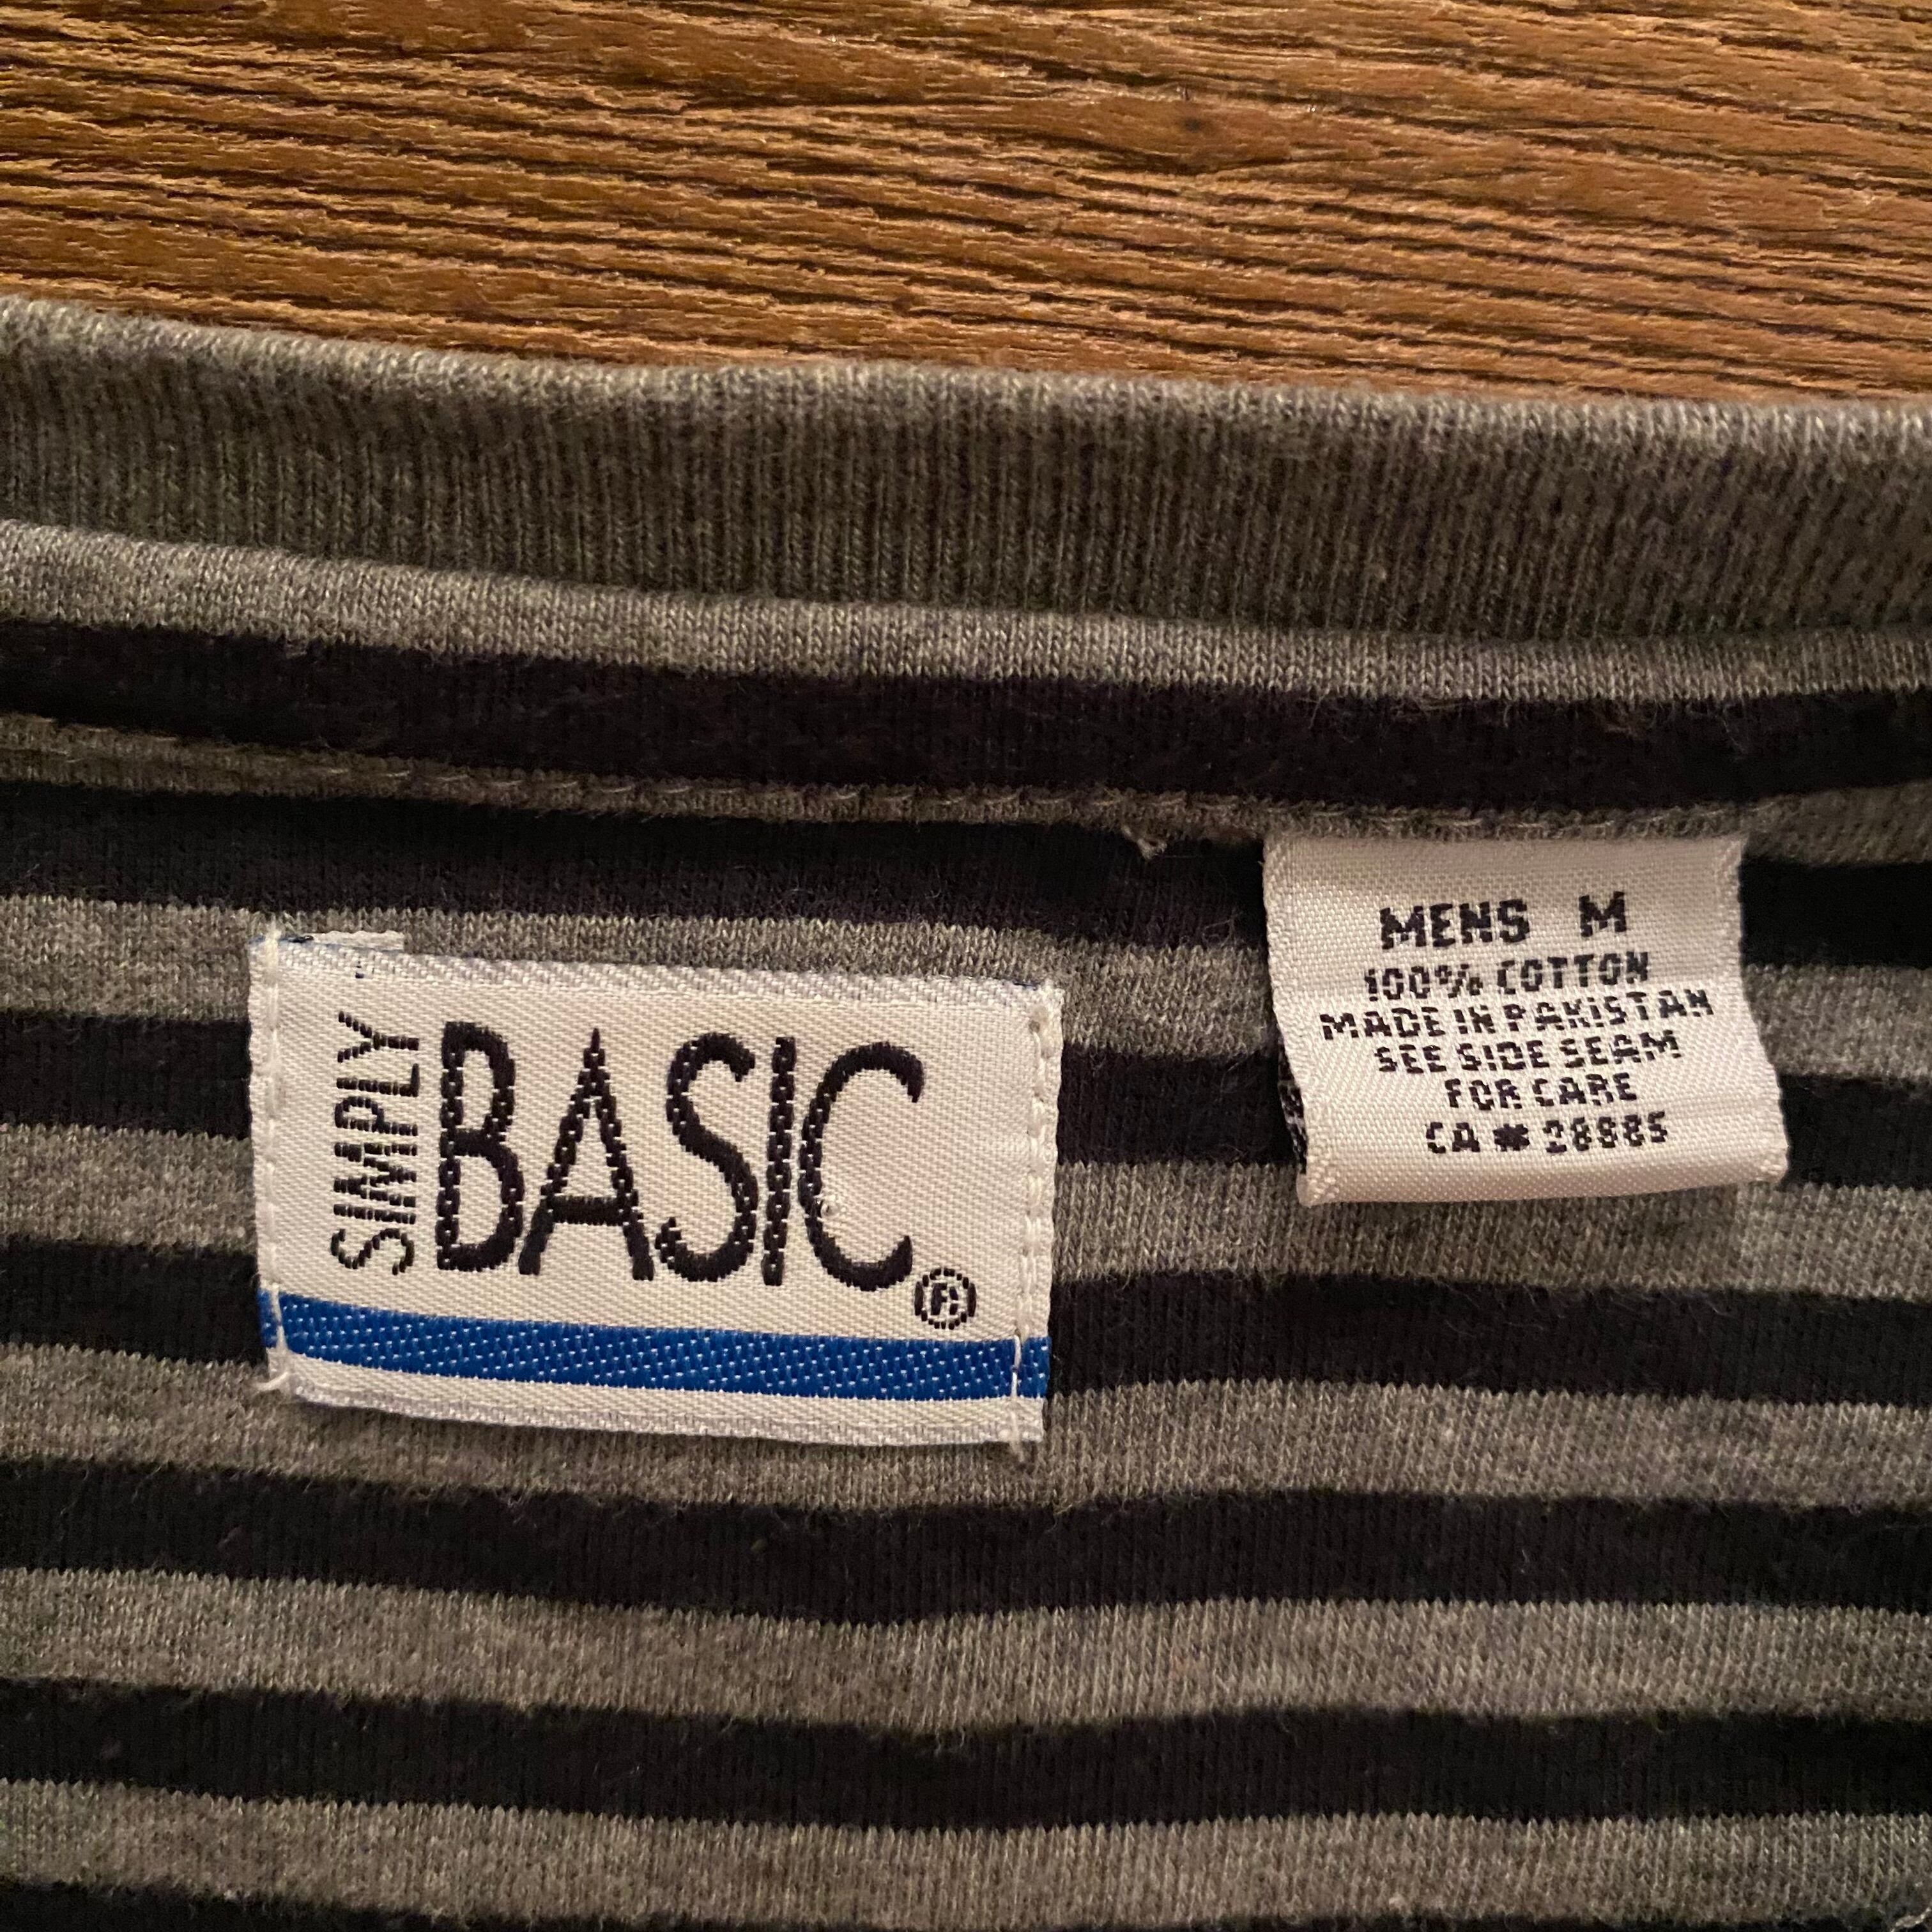 SIMPLY
BASIC®
MENS M
100% COTTON
MADE IN PAKISTAN
SEE SIDE SEAM
FOR CARE
CA # 28885